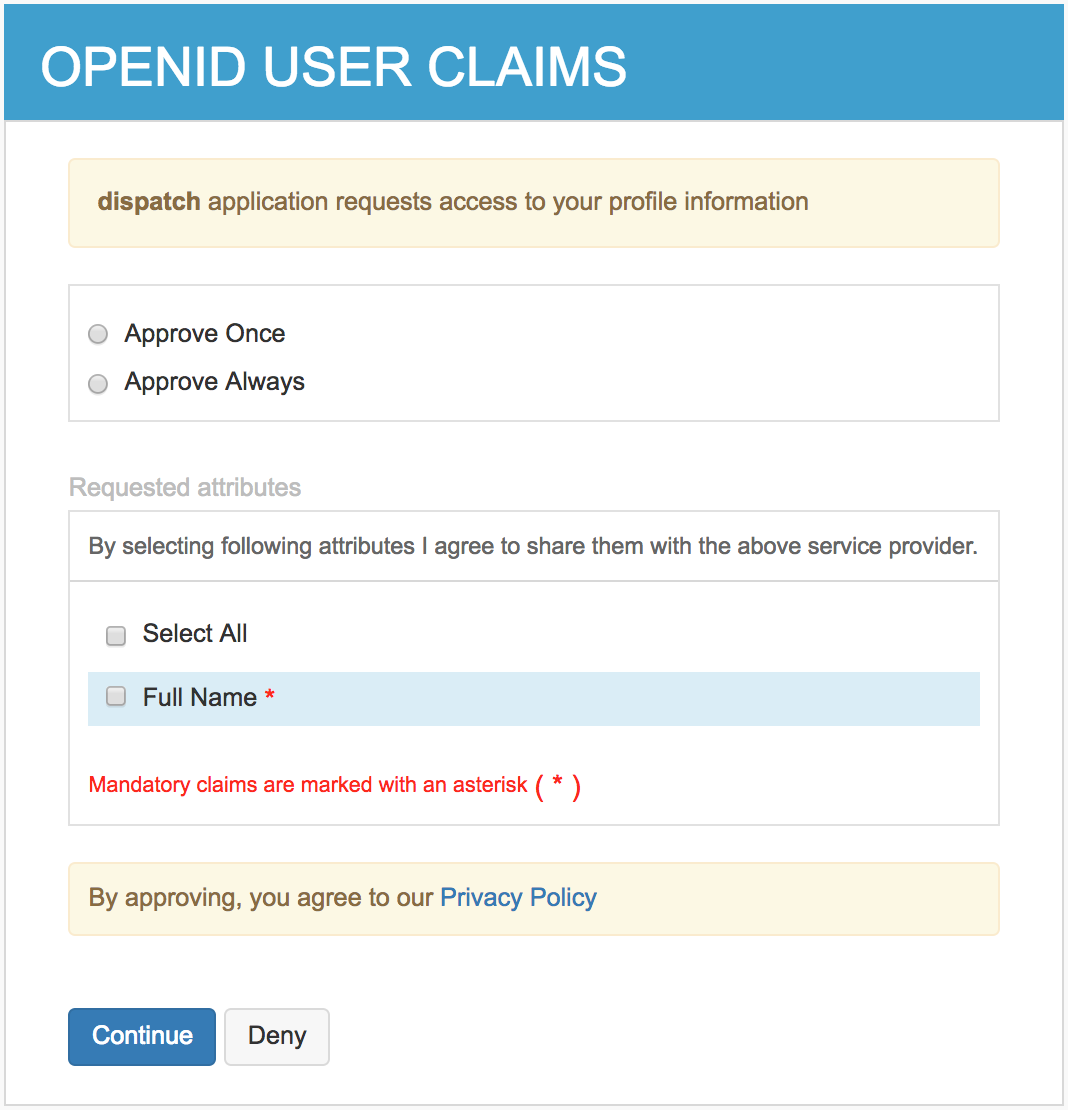 OPENID USER CLAIMS
dispatch application requests access to your profile information
Approve Once
Approve Always
Requested attributes
By selecting following attributes I agree to share them with the above service provider.
Select All
Full Name *
Mandatory claims are marked with an asterisk ( * )
By approving, you agree to our Privacy Policy
Continue Deny